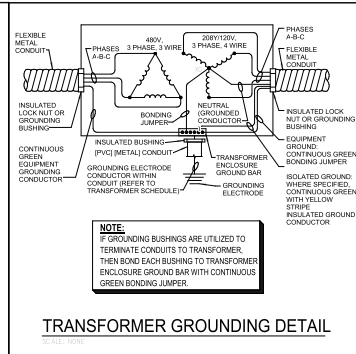 FLEXIBLE
METAL
CONDUIT
PHASES
A-B-C
480V,
3 PHASE, 3 WIRE
208Y/120V,
3 PHASE, 4 WIRE
PHASES
A-B-C
FLEXIBLE
METAL
CONDUIT
INSULATED
LOCK NUT OR
GROUNDING
BUSHING
BONDING
JUMPER
NEUTRAL
(GROUNDED
CONDUCTOR)
INSULATED LOCK
NUT OR GROUNDING
BUSHING
CONTINUOUS
GREEN
EQUIPMENT
GROUNDING
CONDUCTOR
INSULATED BUSHING
[PVC] [METAL] CONDUIT
GROUNDING ELECTRODE
CONDUCTOR WITHIN
CONDUIT (REFER TO
TRANSFORMER SCHEDULE)
TRANSFORMER
ENCLOSURE
GROUND BAR
GROUNDING
ELECTRODE
EQUIPMENT
GROUND:
CONTINUOUS GREEN
BONDING JUMPER
ISOLATED GROUND:
WHERE SPECIFIED,
CONTINUOUS GREEN
WITH YELLOW
STRIPE
INSULATED GROUND
CONDUCTOR
NOTE:
IF GROUNDING BUSHINGS ARE UTILIZED TO
TERMINATE CONDUITS TO TRANSFORMER,
THEN BOND EACH BUSHING TO TRANSFORMER
ENCLOSURE GROUND BAR WITH CONTINUOUS
GREEN BONDING JUMPER.
TRANSFORMER GROUNDING DETAIL
SCALE: NONE